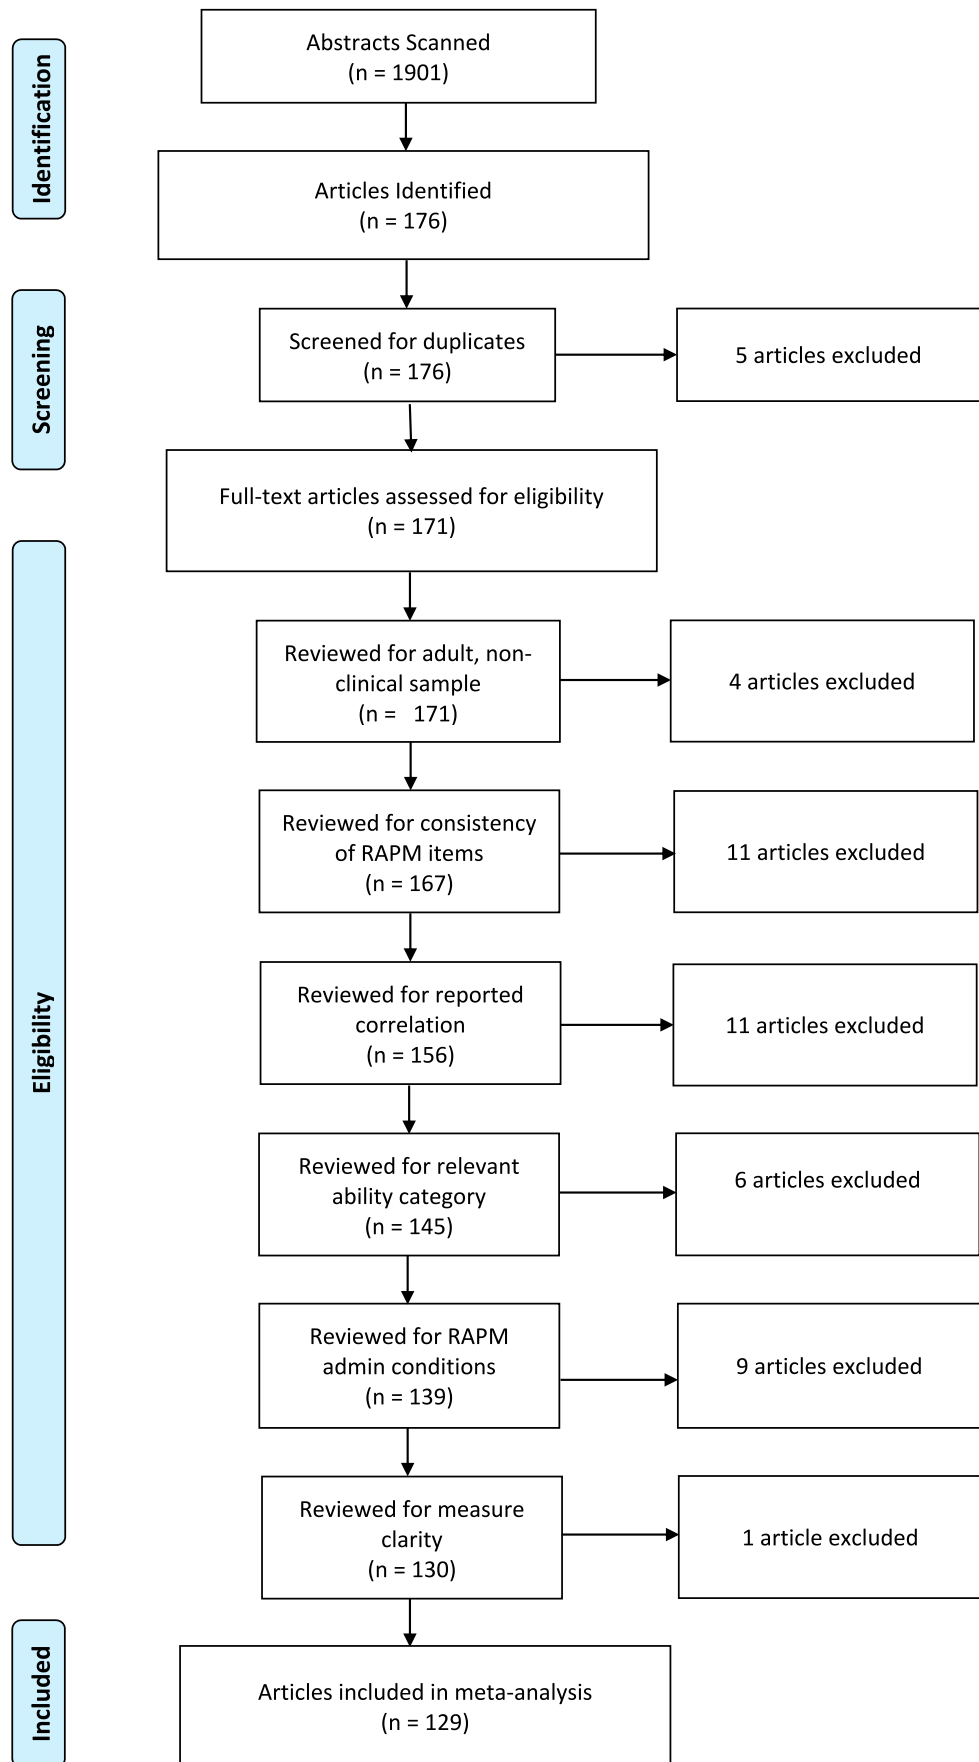 Identification
Abstracts Scanned
(n = 1901)
Articles Identified
(n = 176)
Screening
Screened for duplicates
(n = 176)
5 articles excluded
Full-text articles assessed for eligibility
(n = 171)
Eligibility
Reviewed for adult, non-
clinical sample
(n =   171)
4 articles excluded
Reviewed for consistency
of RAPM items
(n = 167)
11 articles excluded
Reviewed for reported
correlation
(n = 156)
11 articles excluded
Reviewed for relevant
ability category
(n = 145)
6 articles excluded
Reviewed for RAPM
admin conditions
(n = 139)
9 articles excluded
Reviewed for measure
clarity
(n = 130)
1 article excluded
Included
Articles included in meta-analysis
(n = 129)